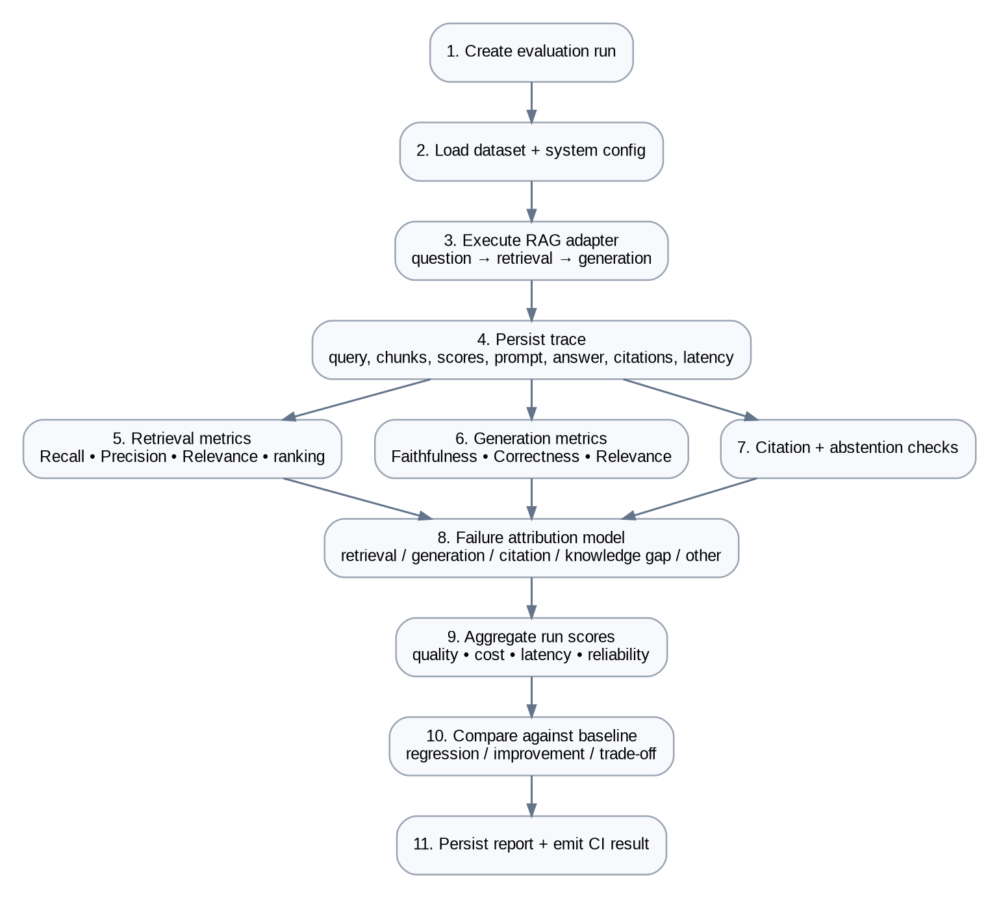 1. Create evaluation run
2. Load dataset + system config
3. Execute RAG adapter
question → retrieval → generation
4. Persist trace
query, chunks, scores, prompt, answer, citations, latency
5. Retrieval metrics
Recall • Precision • Relevance • ranking
6. Generation metrics
Faithfulness • Correctness • Relevance
7. Citation + abstention checks
8. Failure attribution model
retrieval / generation / citation / knowledge gap / other
9. Aggregate run scores
quality • cost • latency • reliability
10. Compare against baseline
regression / improvement / trade-off
11. Persist report + emit CI result